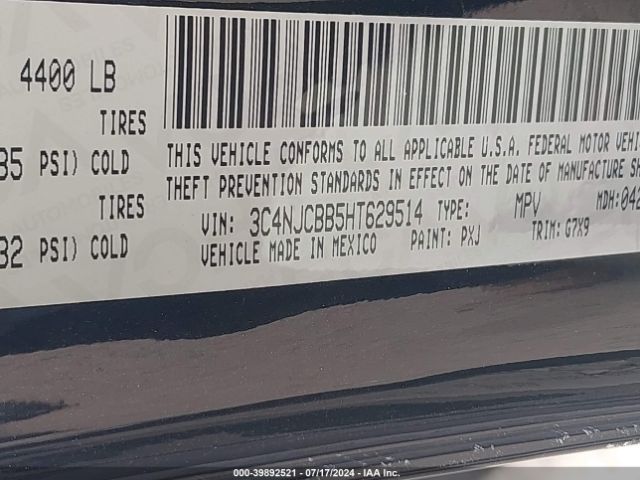 4400 LB
TIRES
35 PSI) COLD
TIRES
32 PSI) COLD
THIS VEHICLE CONFORMS TO ALL APPLICABLE U.S.A. FEDERAL MOTOR VEHIC
THEFT PREVENTION STANDARDS IN EFFECT ON THE DATE OF MANUFACTURE SH
VIN: 3C4NJCBB5HT629514 TYPE: MPV MDH:042
VEHICLE MADE IN MEXICO PAINT: PXJ TRIM: G7X9
000-39892521 - 07/17/2024 - IAA Inc.